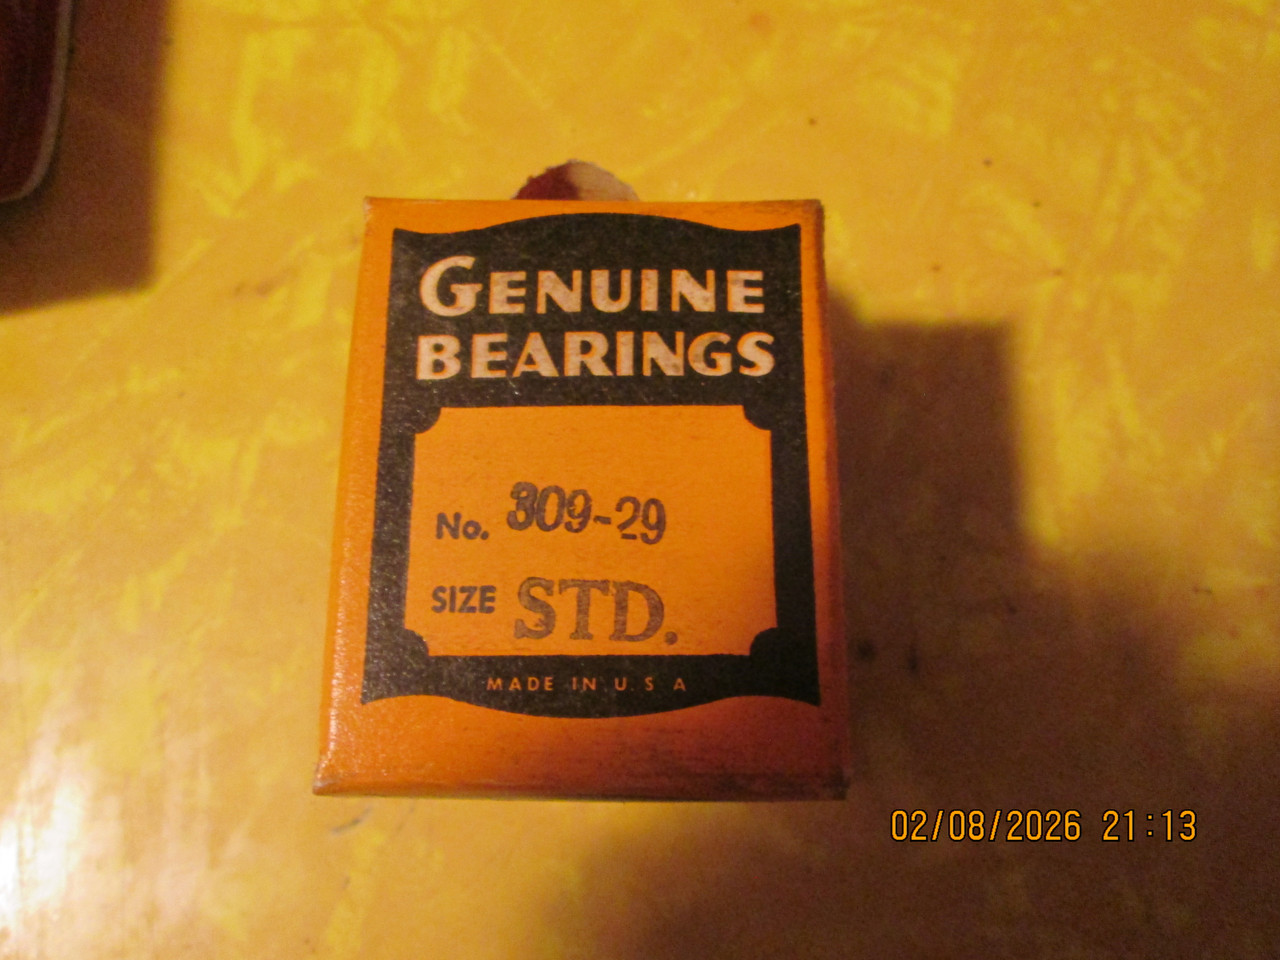 GENUINE
BEARINGS
No. 309-29
SIZE STD.
MADE IN U.S A
02/08/2026 21:13